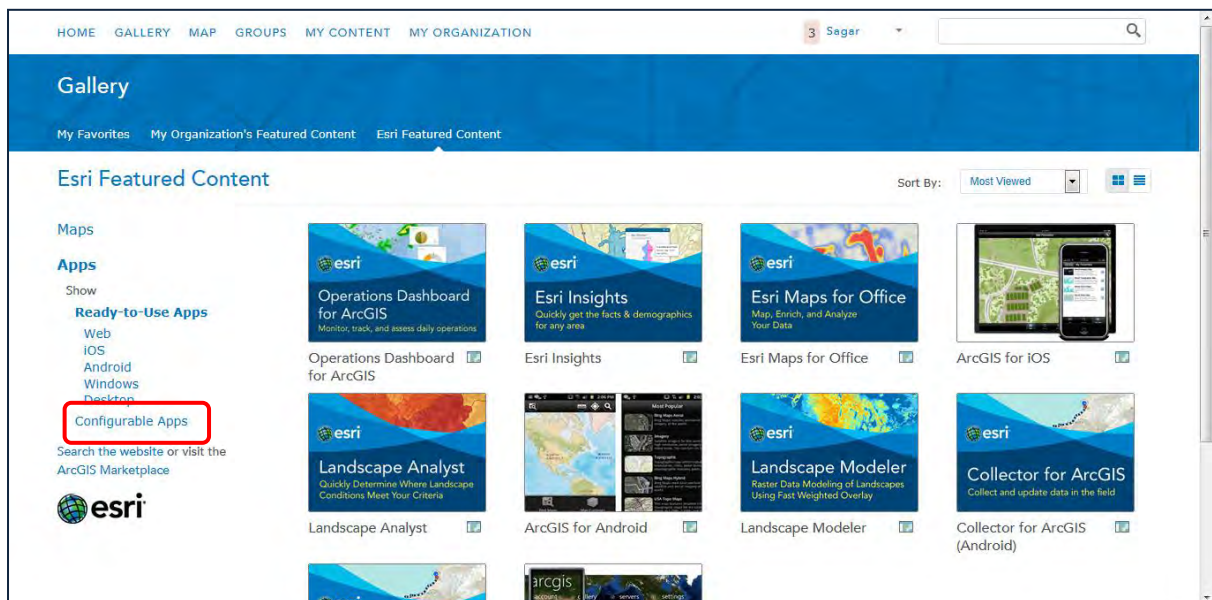 HOME GALLERY MAP GROUPS MY CONTENT MY ORGANIZATION 3 Sagar
Gallery
My Favorites My Organization's Featured Content Esri Featured Content
Esri Featured Content
Sort By: Most Viewed
Maps
Apps
Show
Ready-to-Use Apps
Web
iOS
Android
Windows
Desktop
Configurable Apps
Search the website or visit the
ArcGIS Marketplace
esri
esri
Operations Dashboard
for ArcGIS
Monitor, track, and assess daily operations
Operations Dashboard
for ArcGIS
esri
Esri Insights
Quickly get the facts & demographics
for any area
Esri Insights
esri
Esri Maps for Office
Map, Enrich, and Analyze
Your Data
Esri Maps for Office
ArcGIS for iOS
esri
Landscape Analyst
Quickly Determine Where Landscape
Conditions Meet Your Criteria
Landscape Analyst
Most Popular
ArcGIS for Android
esri
Landscape Modeler
Raster Data Modeling of Landscapes
Using Fast Weighted Overlay
Landscape Modeler
esri
Collector for ArcGIS
Collect and update data in the field
Collector for ArcGIS
(Android)
arcgis
account gallery servers settings